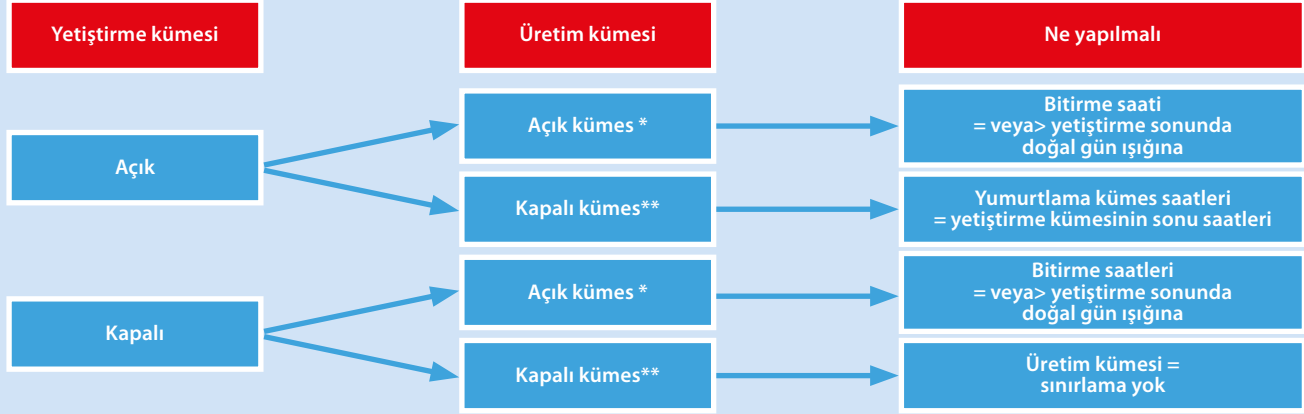 Yetiştirme kümesi
Üretim kümesi
Ne yapılmalı
Açık
Açık kümes *
Bitirme saati
= veya> yetiştirme sonunda
doğal gün ışığına
Kapalı kümes**
Yumurtlama kümes saatleri
= yetiştirme kümesinin sonu saatleri
Kapalı
Açık kümes *
Bitirme saatleri
= veya> yetiştirme sonunda
doğal gün ışığına
Kapalı kümes**
Üretim kümesi =
sınırlama yok